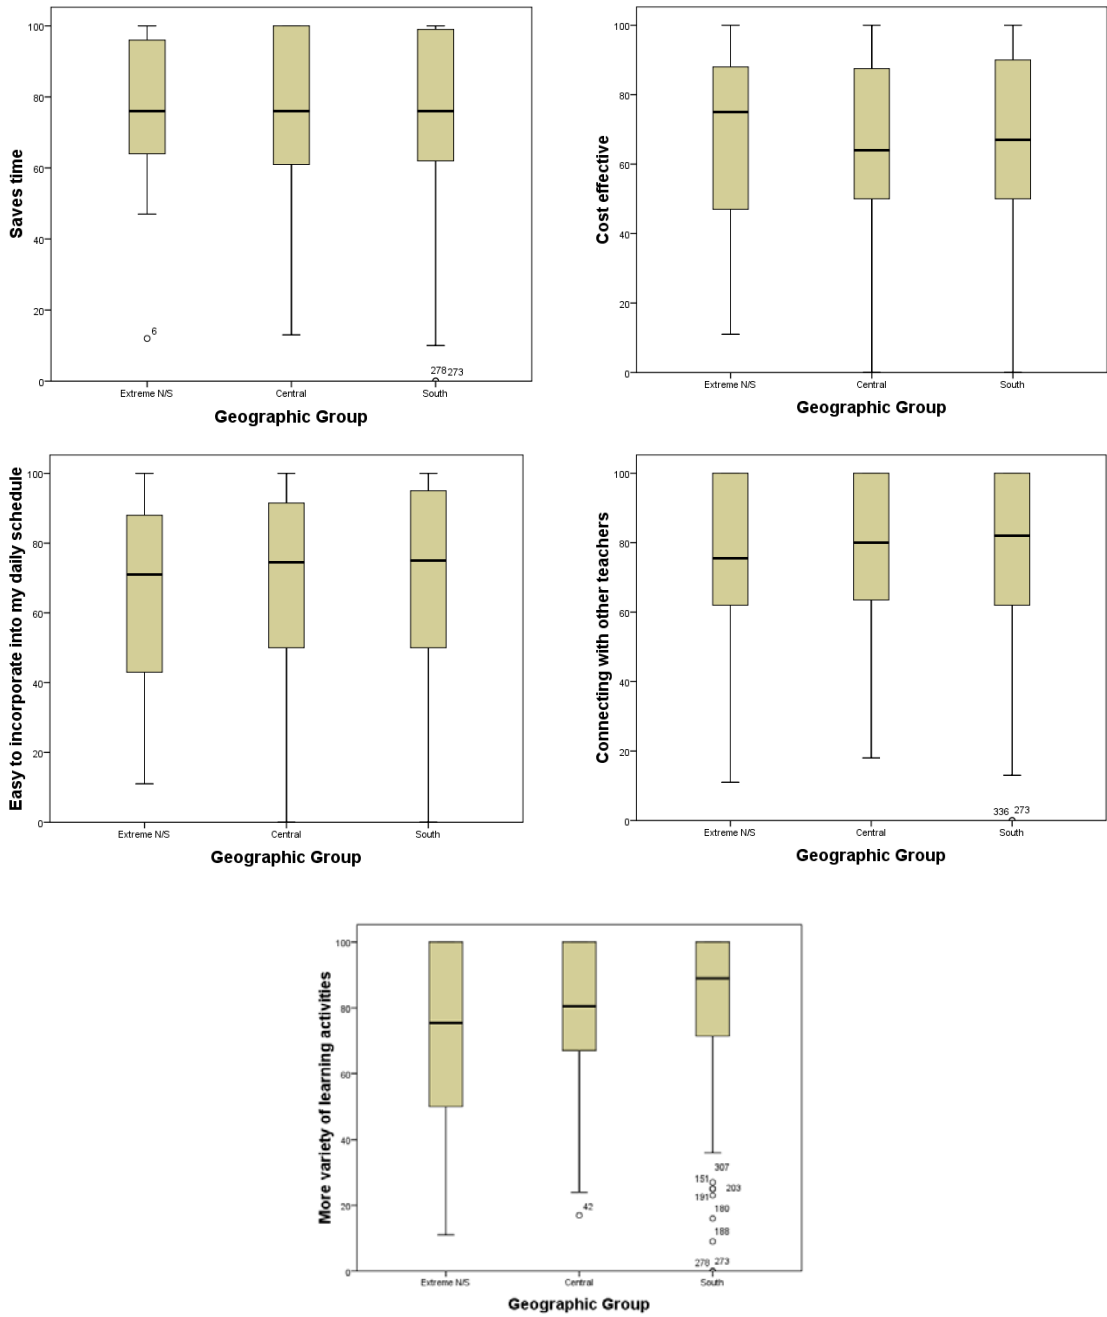 Saves time
100
80
60
40
20
0
6
278 273
Extreme N/S Central South
Geographic Group
Cost effective
100
80
60
40
20
0
Extreme N/S Central South
Geographic Group
Easy to incorporate into my daily schedule
100
80
60
40
20
0
Extreme N/S Central South
Geographic Group
Connecting with other teachers
100
80
60
40
20
0
336 273
Extreme N/S Central South
Geographic Group
More variety of learning activities
100
80
60
40
20
0
42
307
151
203
191
180
188
278 273
Extreme N/S Central South
Geographic Group